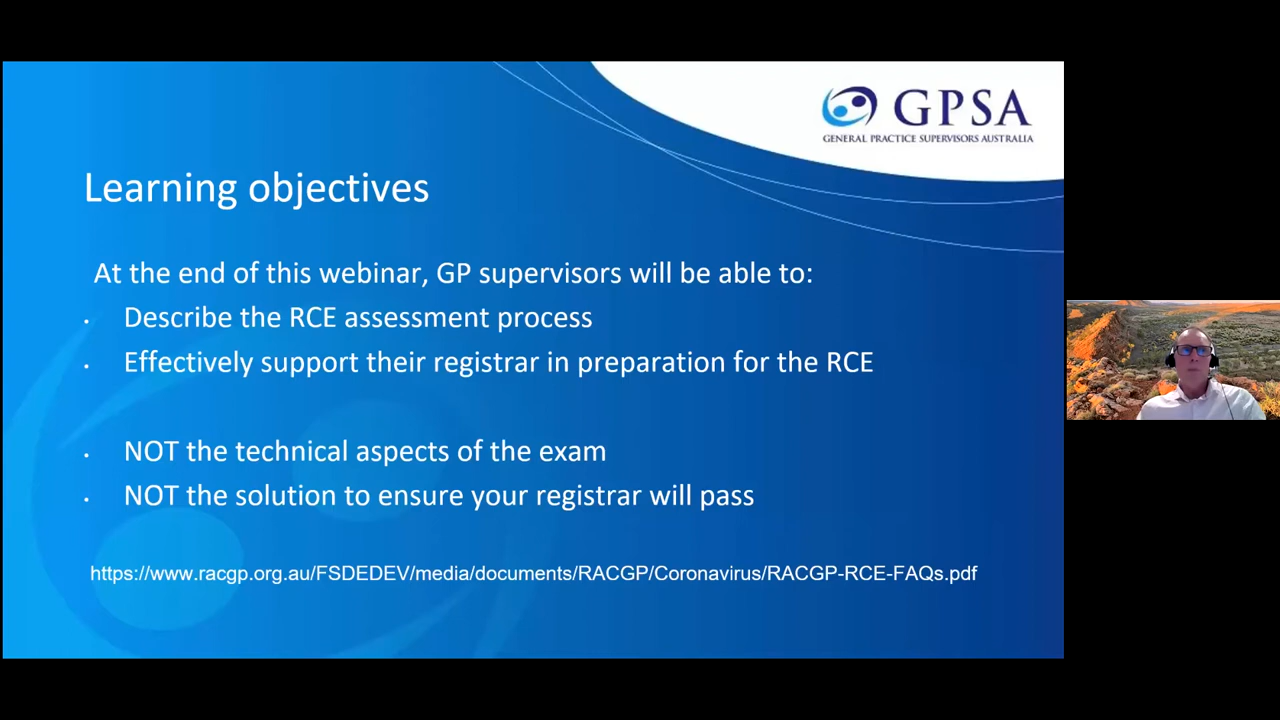 GPSA
GENERAL PRACTICE SUPERVISORS AUSTRALIA
Learning objectives
At the end of this webinar, GP supervisors will be able to:
• Describe the RCE assessment process
• Effectively support their registrar in preparation for the RCE
• NOT the technical aspects of the exam
• NOT the solution to ensure your registrar will pass
https://www.racgp.org.au/FSDEDEV/media/documents/RACGP/Coronavirus/RACGP-RCE-FAQs.pdf